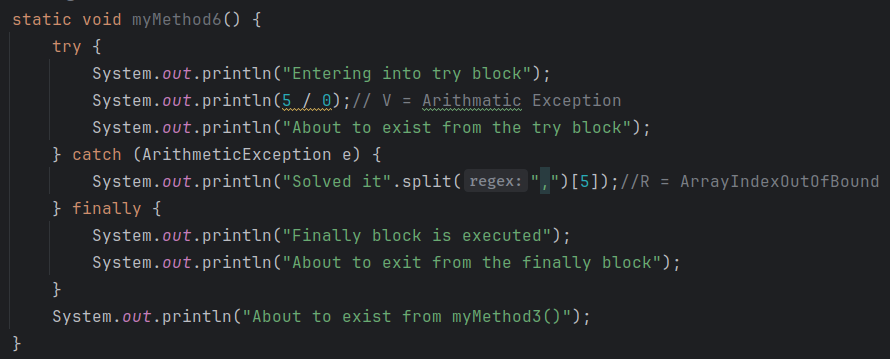 static void myMethod6() {
try {
System.out.println("Entering into try block");
System.out.println(5 / 0);// V = Arithmatic Exception
System.out.println("About to exist from the try block");
} catch (ArithmeticException e) {
System.out.println("Solved it".split( regex: ",")[5]);//R = ArrayIndexOutOfBound
} finally {
System.out.println("Finally block is executed");
System.out.println("About to exit from the finally block");
}
System.out.println("About to exist from myMethod3()");
}